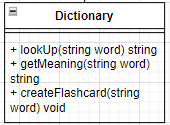 Dictionary
+ lookUp(string word) string
+ getMeaning(string word)
string
+ createFlashcard(string
word) void